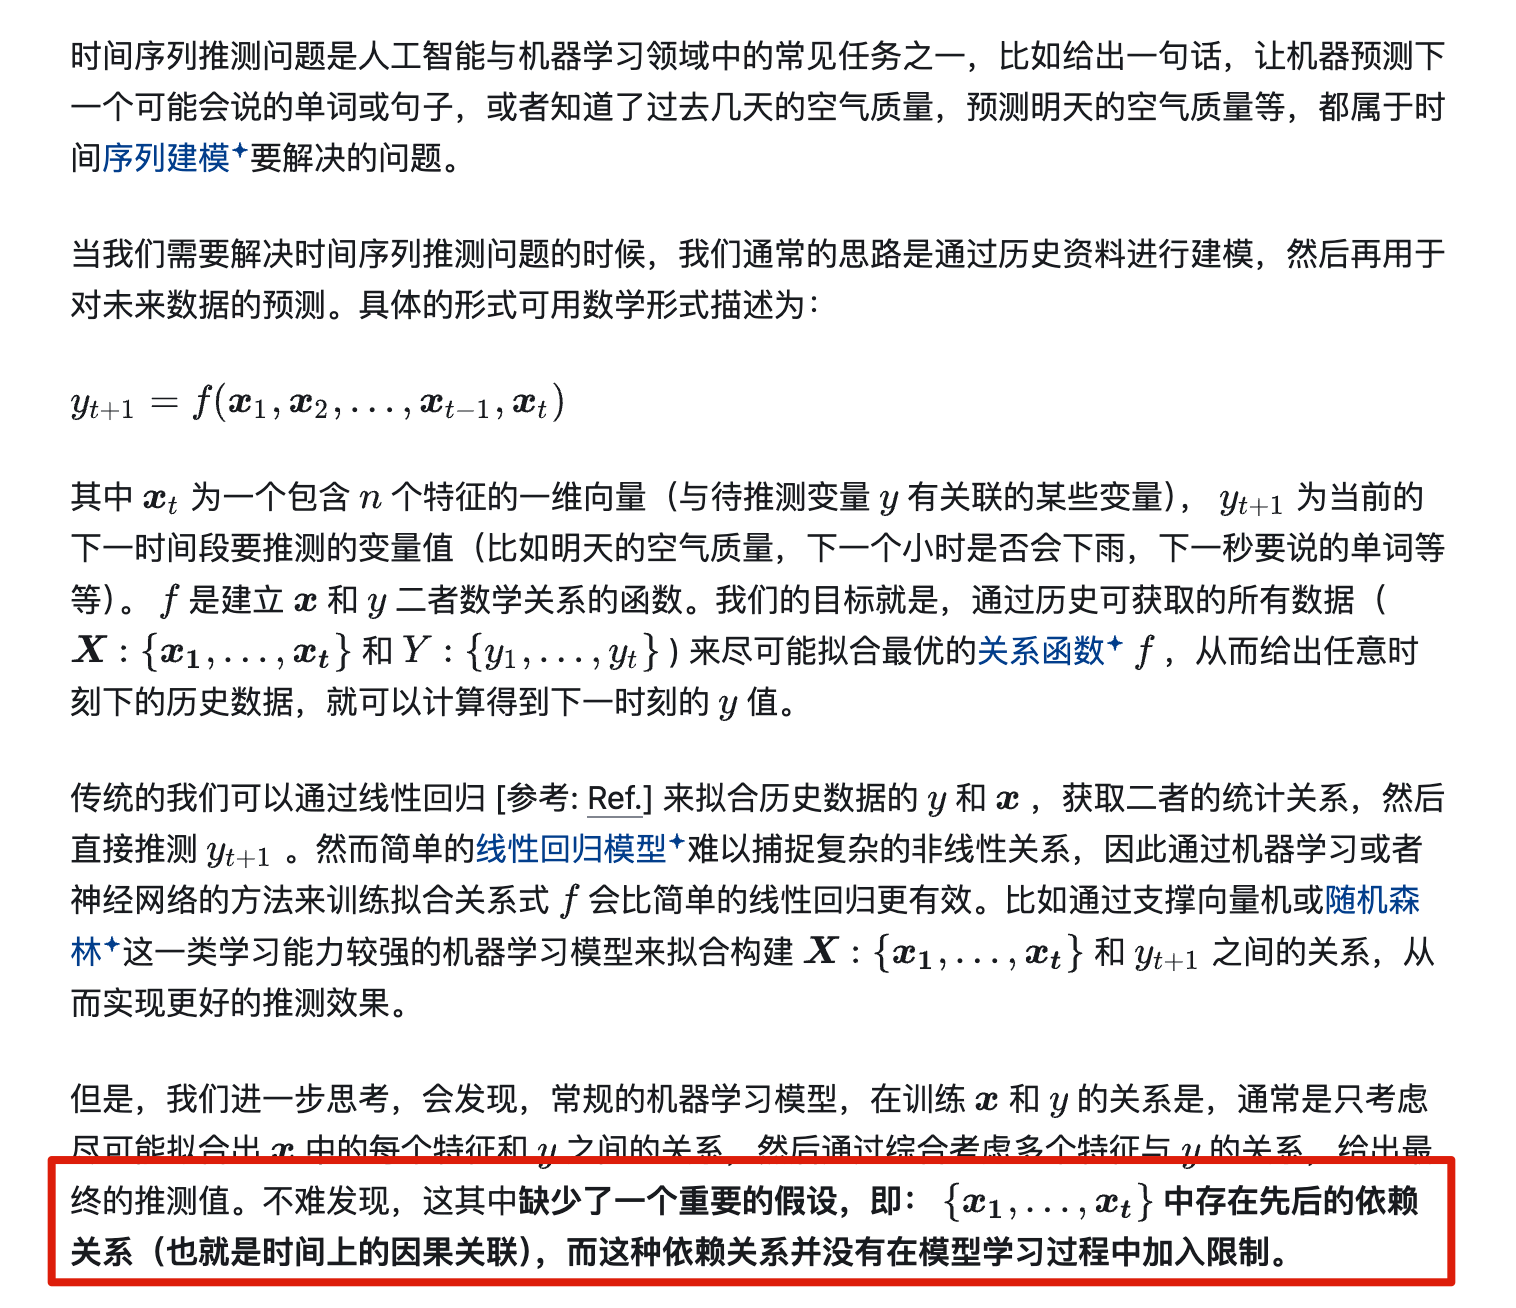 时间序列推测问题是人工智能与机器学习领域中的常见任务之一，比如给出一句话，让机器预测下
一个可能会说的单词或句子，或者知道了过去几天的空气质量，预测明天的空气质量等，都属于时
间序列建模✦要解决的问题。
当我们需要解决时间序列推测问题的时候，我们通常的思路是通过历史资料进行建模，然后再用于
对未来数据的预测。具体的形式可用数学形式描述为：
y_{t+1} = f(x_1, x_2, ..., x_{t-1}, x_t)
其中 x_t 为一个包含 n 个特征的一维向量（与待推测变量 y 有关联的某些变量）， y_{t+1} 为当前的
下一时间段要推测的变量值（比如明天的空气质量，下一个小时是否会下雨，下一秒要说的单词等
等）。 f 是建立 x 和 y 二者数学关系的函数。我们的目标就是，通过历史可获取的所有数据（
X : {x_1, ..., x_t} 和 Y : {y_1, ..., y_t} ) 来尽可能拟合最优的关系函数✦ f ，从而给出任意时
刻下的历史数据，就可以计算得到下一时刻的 y 值。
传统的我们可以通过线性回归 [参考: Ref.] 来拟合历史数据的 y 和 x ，获取二者的统计关系，然后
直接推测 y_{t+1} 。然而简单的线性回归模型✦难以捕捉复杂的非线性关系，因此通过机器学习或者
神经网络的方法来训练拟合关系式 f 会比简单的线性回归更有效。比如通过支撑向量机或随机森
林✦这一类学习能力较强的机器学习模型来拟合构建 X : {x_1, ..., x_t} 和 y_{t+1} 之间的关系，从
而实现更好的推测效果。
但是，我们进一步思考，会发现，常规的机器学习模型，在训练 x 和 y 的关系是，通常是只考虑
尽可能拟合出 x 中的每个特征和 y 之间的关系，然后通过综合考虑多个特征与 y 的关系，给出最
终的推测值。不难发现，这其中缺少了一个重要的假设，即： {x_1, ..., x_t} 中存在先后的依赖
关系（也就是时间上的因果关联），而这种依赖关系并没有在模型学习过程中加入限制。